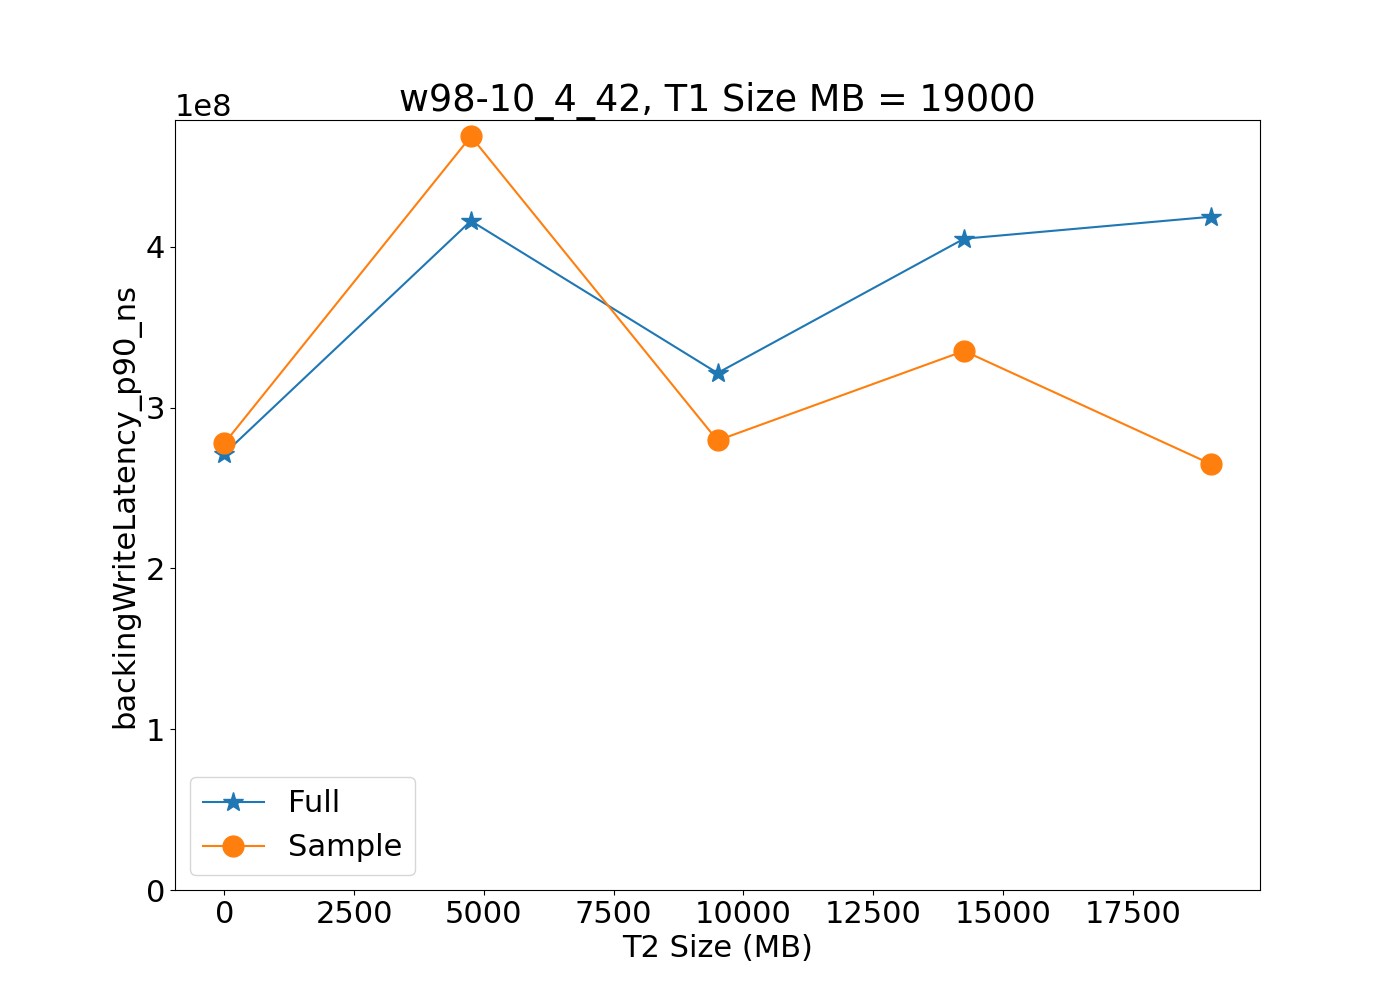 w98-10_4_42, T1 Size MB = 19000
1e8
4
3
2
1
0
backingWriteLatency_p90_ns
Full
Sample
0 2500 5000 7500 10000 12500 15000 17500
T2 Size (MB)